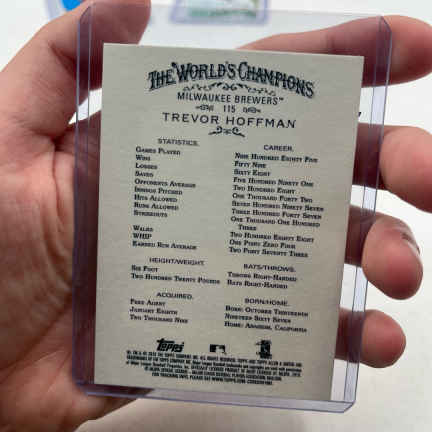 THE WORLD'S CHAMPIONS
MILWAUKEE BREWERS™
115
TREVOR HOFFMAN
STATISTICS. CAREER.
GAMES PLAYED NINE HUNDRED EIGHTY FIVE
WINS FIFTY NINE
LOSSES SIXTY EIGHT
SAVES FIVE HUNDRED NINETY ONE
OPPONENTS AVERAGE TWO HUNDRED EIGHT
INNINGS PITCHED ONE THOUSAND FORTY TWO
HITS ALLOWED SEVEN HUNDRED NINETY SEVEN
RUNS ALLOWED THREE HUNDRED FORTY SEVEN
STRIKEOUTS ONE THOUSAND ONE HUNDRED
THREE
WALKS TWO HUNDRED EIGHTY EIGHT
WHIP ONE POINT ZERO FOUR
EARNED RUN AVERAGE TWO POINT SEVENTY THREE
HEIGHT/WEIGHT. BATS/THROWS.
SIX FOOT THROWS RIGHT-HANDED
TWO HUNDRED TWENTY POUNDS BATS RIGHT-HANDED
ACQUIRED. BORN/HOME.
FREE AGENT BORN: OCTOBER THIRTEENTH
JANUARY EIGHTH NINETEEN SIXTY SEVEN
TWO THOUSAND NINE HOME: ANAHEIM, CALIFORNIA
TOPPS